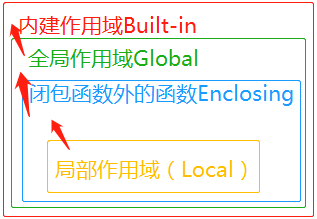 内建作用域Built-in
全局作用域Global
闭包函数外的函数Enclosing
局部作用域（Local）